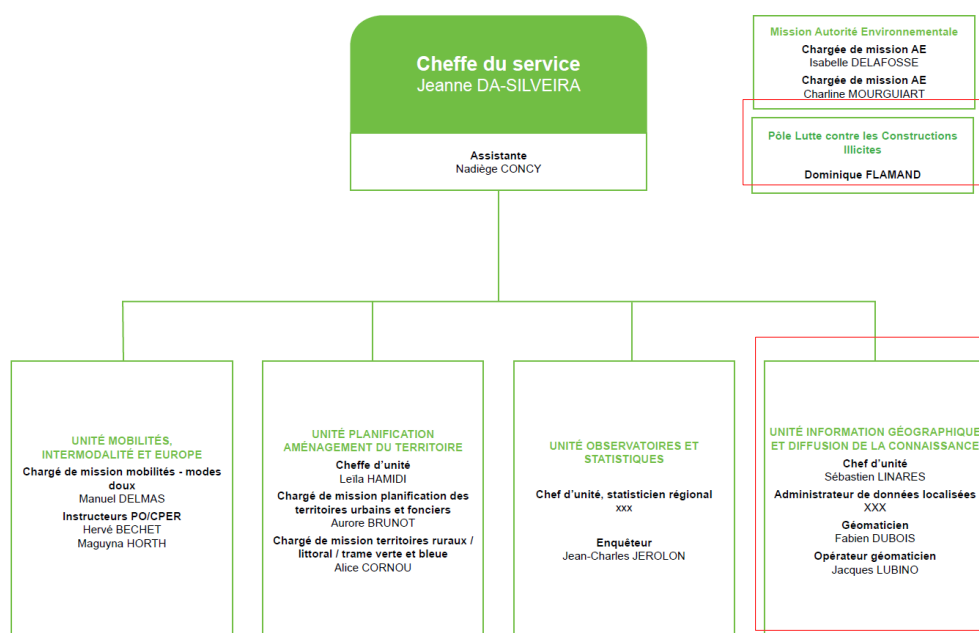 Cheffe du service
Jeanne DA-SILVEIRA
Assistante
Nadiège CONCY
Mission Autorité Environnementale
Chargée de mission AE
Isabelle DELAFOSSE
Chargée de mission AE
Charline MOURGUIART
Pôle Lutte contre les Constructions
Illicites
Dominique FLAMAND
UNITÉ MOBILITÉS,
INTERMODALITÉ ET EUROPE
Chargé de mission mobilités - modes
doux
Manuel DELMAS
Instructeurs PO/CPER
Hervé BECHET
Maguyna HORTH
UNITÉ PLANIFICATION
AMÉNAGEMENT DU TERRITOIRE
Cheffe d'unité
Leïla HAMIDI
Chargé de mission planification des
territoires urbains et fonciers
Aurore BRUNOT
Chargé de mission territoires ruraux /
littoral / trame verte et bleue
Alice CORNOU
UNITÉ OBSERVATOIRES ET
STATISTIQUES
Chef d'unité, statisticien régional
xxx
Enquêteur
Jean-Charles JEROLON
UNITÉ INFORMATION GÉOGRAPHIQUE
ET DIFFUSION DE LA CONNAISSANCE
Chef d'unité
Sébastien LINARES
Administrateur de données localisées
XXX
Géomaticien
Fabien DUBOIS
Opérateur géomaticien
Jacques LUBINO